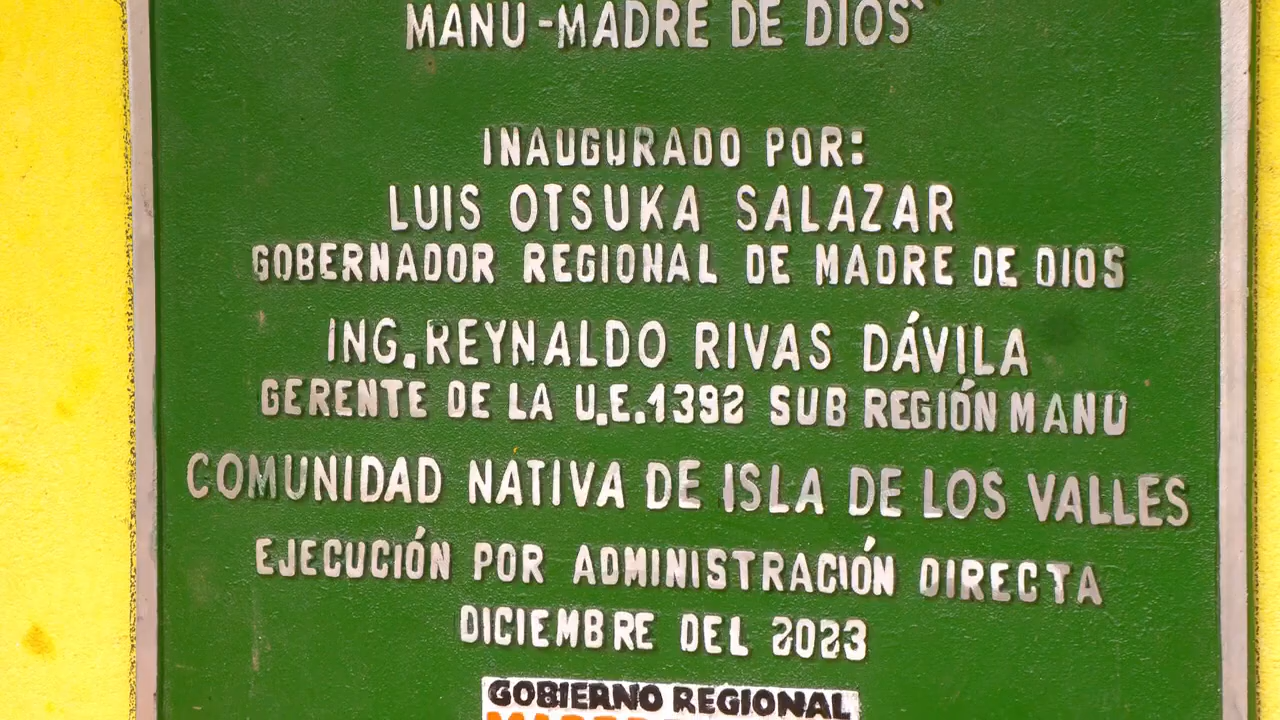 MANU-MADRE DE DIOS"
INAUGURADO POR:
LUIS OTSUKA SALAZAR
GOBERNADOR REGIONAL DE MADRE DE DIOS
ING. REYNALDO RIVAS DÁVILA
GERENTE DE LA U.E.1392 SUB REGIÓN MANU
COMUNIDAD NATIVA DE ISLA DE LOS VALLES
EJECUCIÓN POR ADMINISTRACIÓN DIRECTA
DICIEMBRE DEL 2023
GOBIERNO REGIONAL